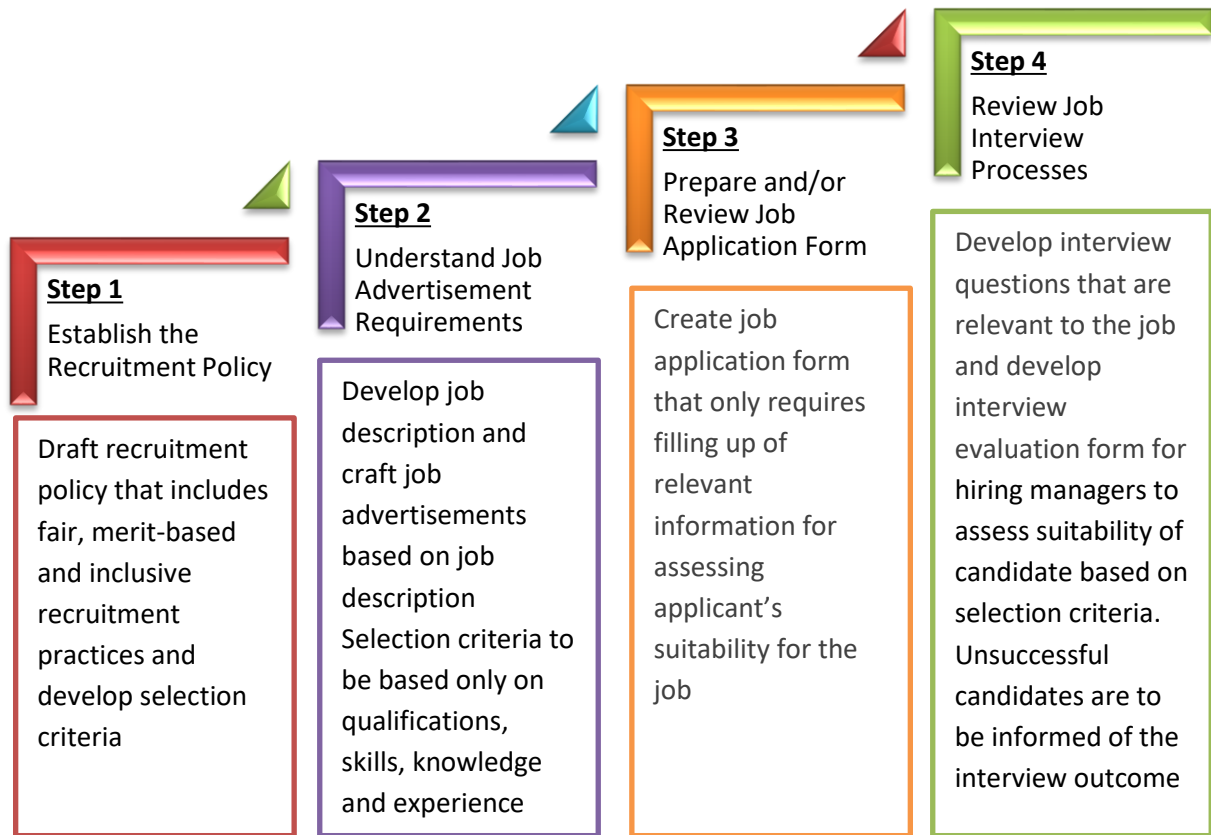 Step 1
Establish the
Recruitment Policy
Draft recruitment
policy that includes
fair, merit-based
and inclusive
recruitment
practices and
develop selection
criteria
Step 2
Understand Job
Advertisement
Requirements
Develop job
description and
craft job
advertisements
based on job
description
Selection criteria to
be based only on
qualifications,
skills, knowledge
and experience
Step 3
Prepare and/or
Review Job
Application Form
Create job
application form
that only requires
filling up of
relevant
information for
assessing
applicant’s
suitability for the
job
Step 4
Review Job
Interview
Processes
Develop interview
questions that are
relevant to the job
and develop
interview
evaluation form for
hiring managers to
assess suitability of
candidate based on
selection criteria.
Unsuccessful
candidates are to
be informed of the
interview outcome